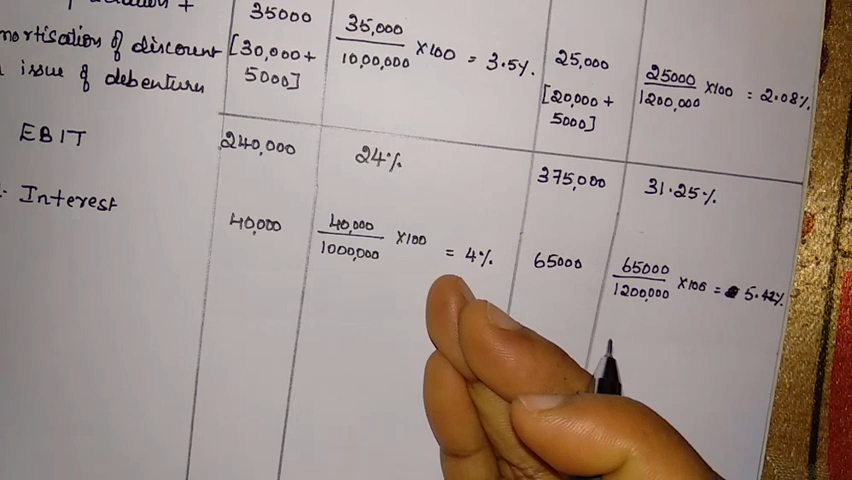 + 35000 35,000/10,00,000 ×100 = 3.5% 25,000 25000/1200,000 ×100 = 2.08%
of discount [30,000+ [20,000+
issue of debenture 5000] 5000]
EBIT 240,000 24% 375,000 31.25%
Interest 40,000 40,000/1000,000 ×100 = 4% 65000 65000/1200,000 ×100 = 5.42%